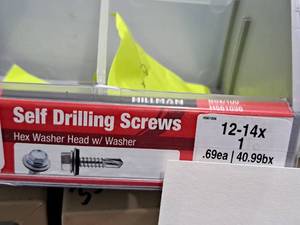 HILLMAN
Self Drilling Screws
Hex Washer Head w/ Washer
12-14x
1
.69ea | 40.99bx